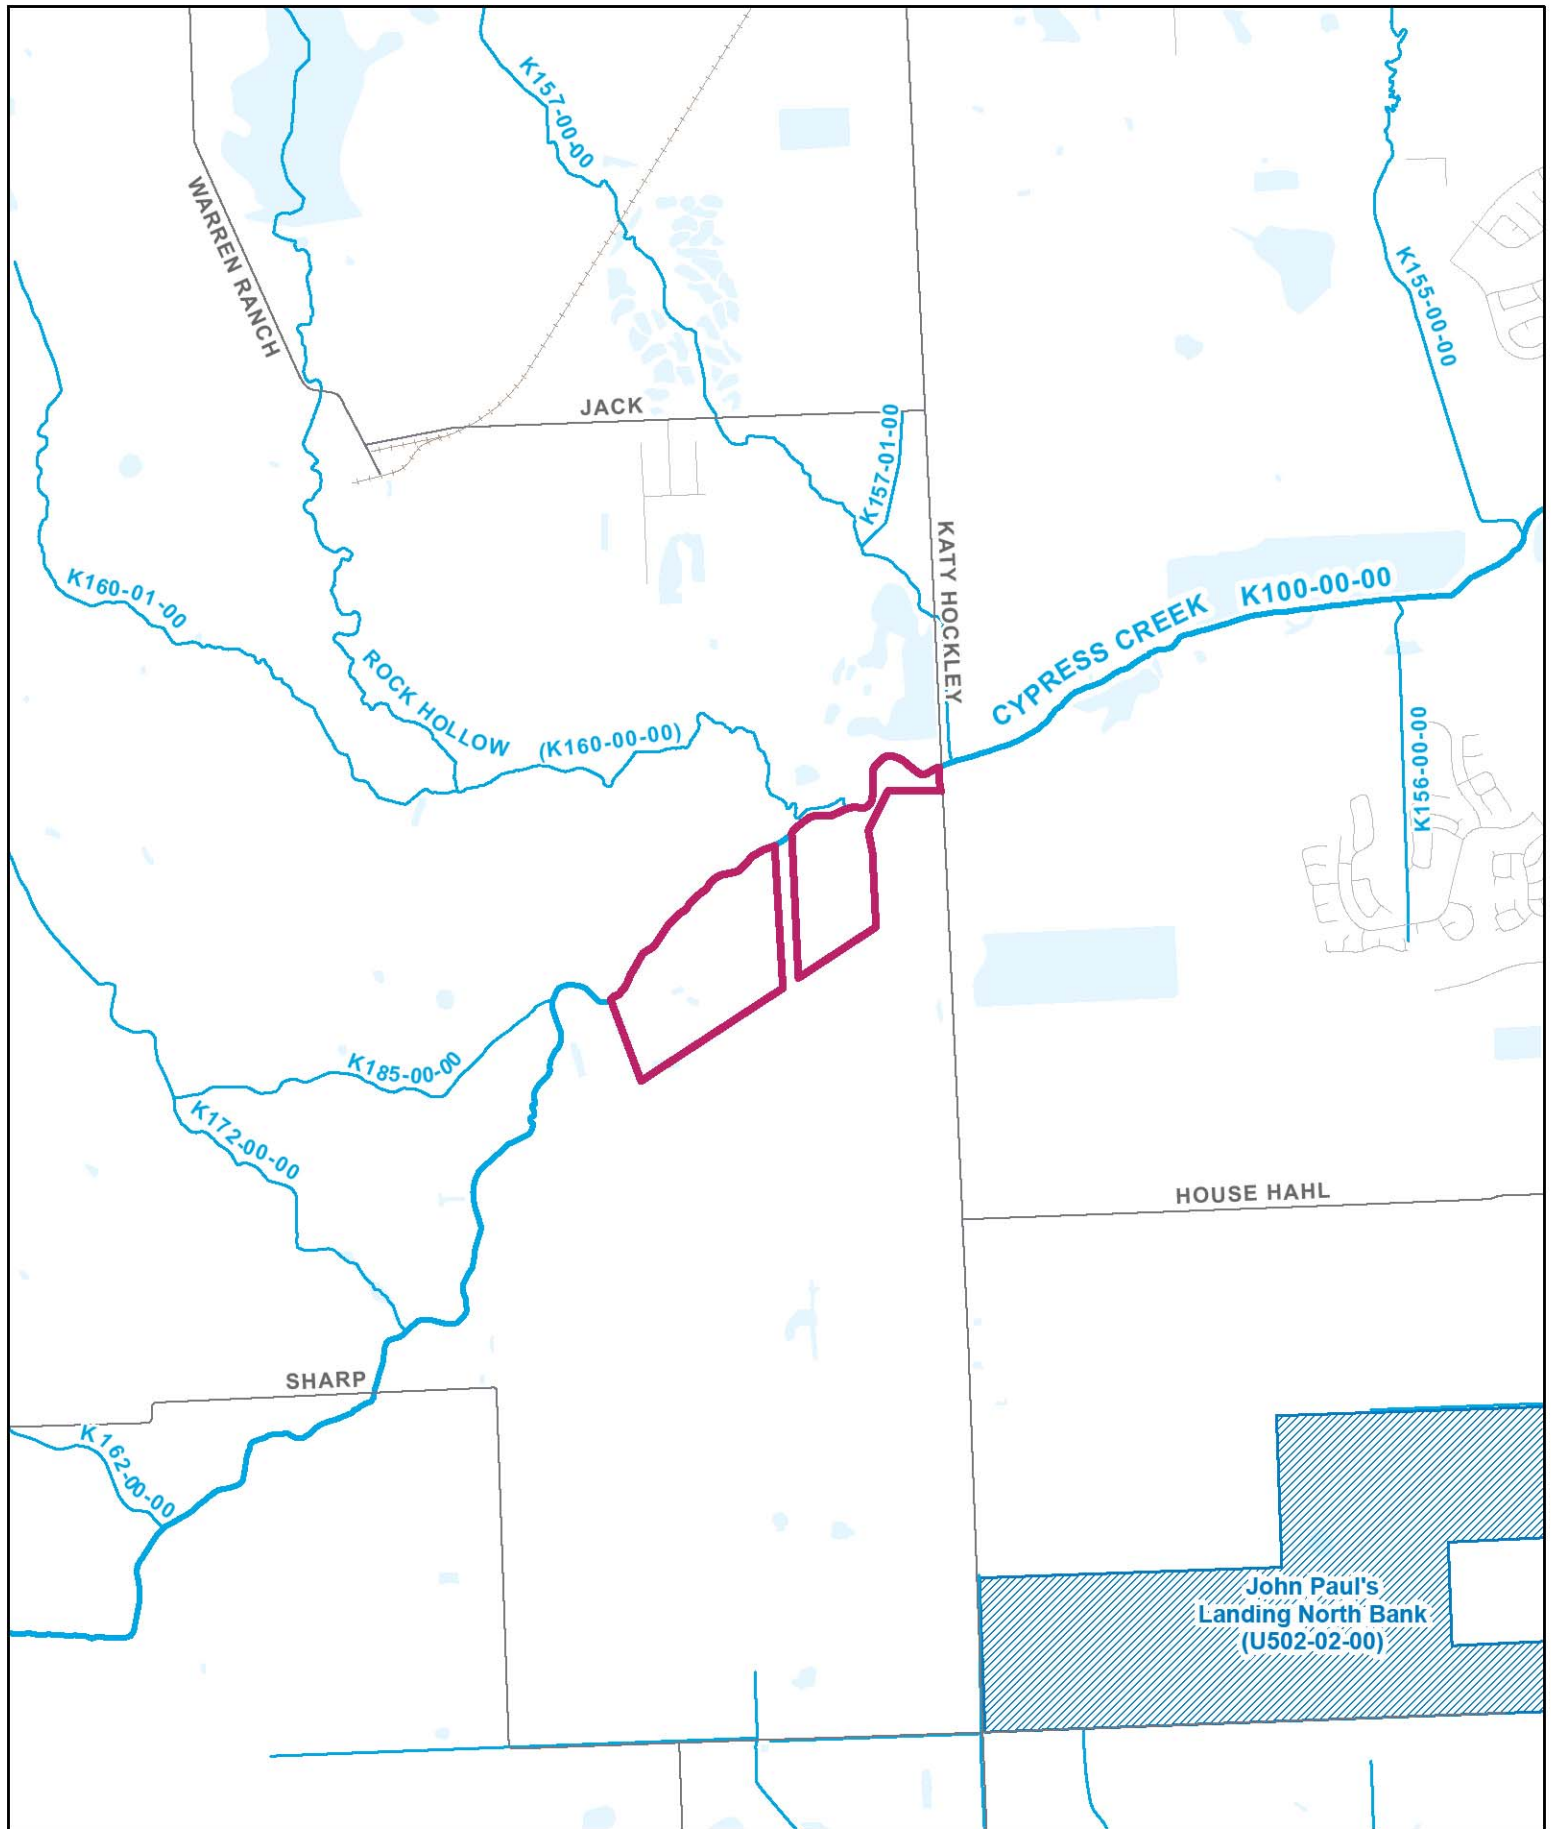 K157-00-00
WARREN RANCH
K155-00-00
JACK
K157-01-00
KATY HOCKLEY
K160-01-00
CYPRESS CREEK K100-00-00
ROCK HOLLOW (K160-00-00)
K156-00-00
K185-00-00
K172-00-00
HOUSE HAHL
SHARP
K162-00-00
John Paul's
Landing North Bank
(U502-02-00)